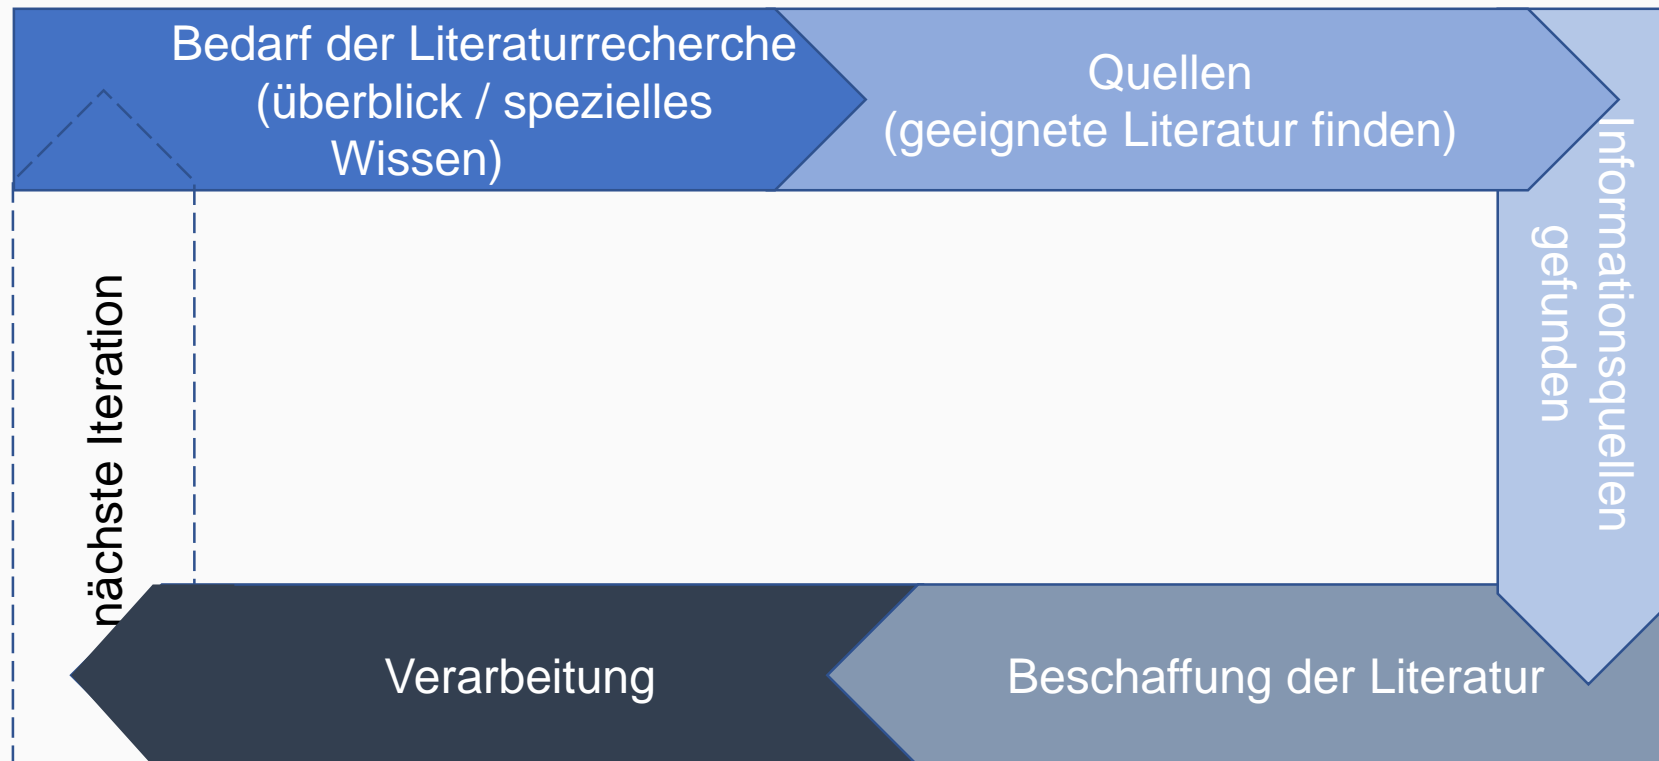 Bedarf der Literaturrecherche
(überblick / spezielles
Wissen)
Quellen
(geeignete Literatur finden)
Informationsquellen
gefunden
Beschaffung der Literatur
Verarbeitung
nächste Iteration